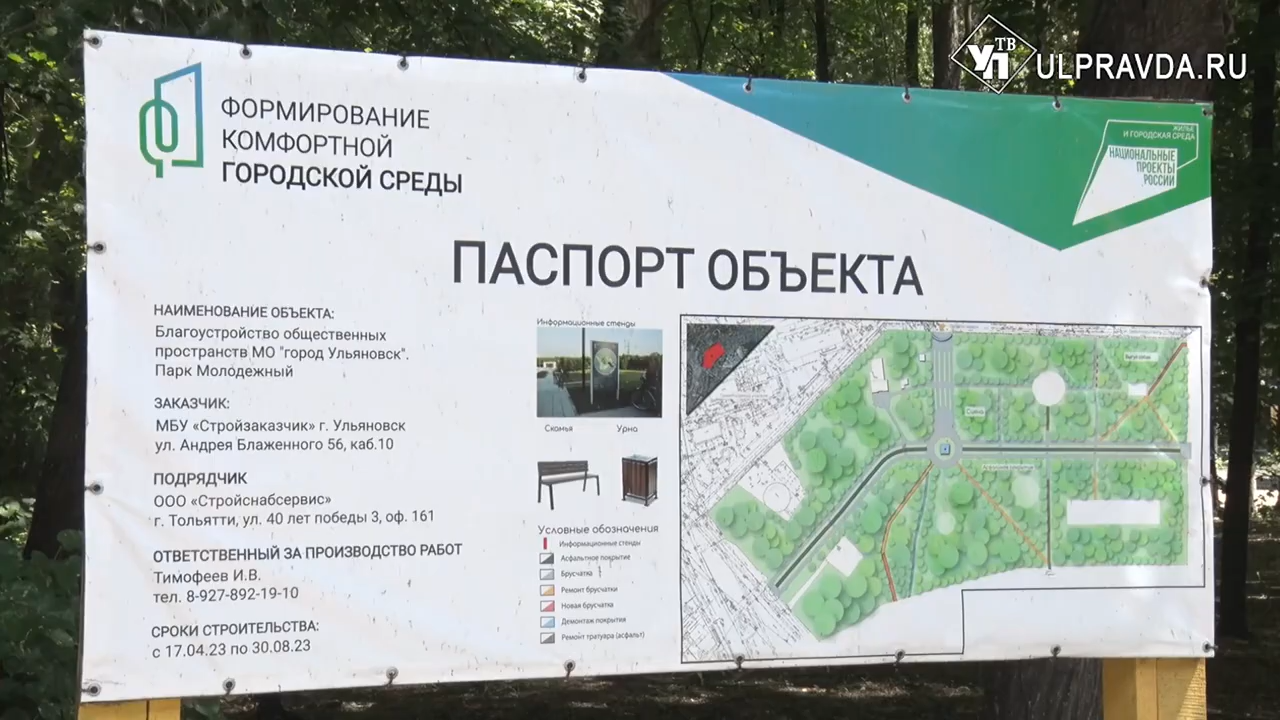 УП ТВ
ULPRAVDA.RU
ФОРМИРОВАНИЕ
КОМФОРТНОЙ
ГОРОДСКОЙ СРЕДЫ
ЖИЛЬЕ
И ГОРОДСКАЯ СРЕДА
НАЦИОНАЛЬНЫЕ
ПРОЕКТЫ
РОССИИ
ПАСПОРТ ОБЪЕКТА
НАИМЕНОВАНИЕ ОБЪЕКТА:
Благоустройство общественных
пространств МО "город Ульяновск".
Парк Молодежный
ЗАКАЗЧИК:
МБУ «Стройзаказчик» г. Ульяновск
ул. Андрея Блаженного 56, каб.10
ПОДРЯДЧИК
ООО «Стройснабсервис»
г. Тольятти, ул. 40 лет победы 3, оф. 161
ОТВЕТСТВЕННЫЙ ЗА ПРОИЗВОДСТВО РАБОТ
Тимофеев И.В.
тел. 8-927-892-19-10
СРОКИ СТРОИТЕЛЬСТВА:
с 17.04.23 по 30.08.23
Информационные стенды
Скамья Урна
Условные обозначения
Информационные стенды
Асфальтное покрытие
Брусчатка
Ремонт брусчатки
Новая брусчатка
Демонтаж покрытия
Ремонт тратуара (асфальт)